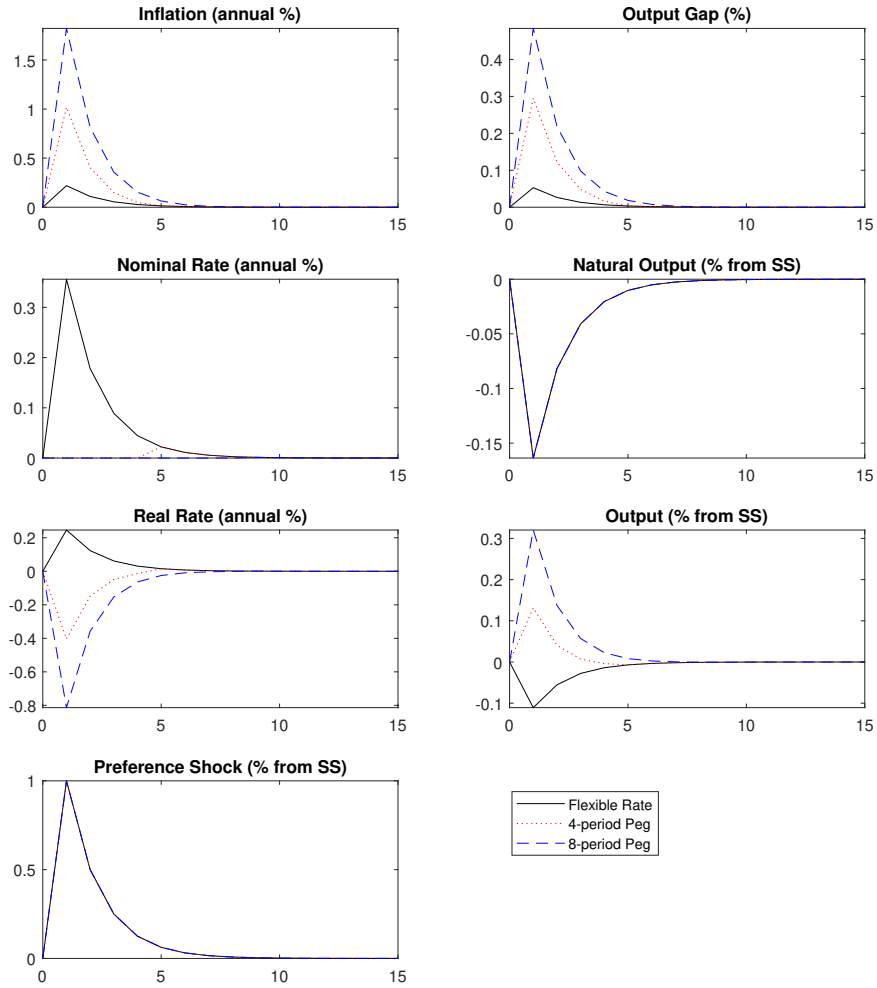 Inflation (annual %)
1.5
1
0.5
0
0 5 10 15
Output Gap (%)
0.4
0.3
0.2
0.1
0
0 5 10 15
Nominal Rate (annual %)
0.3
0.2
0.1
0
0 5 10 15
Natural Output (% from SS)
0
-0.05
-0.1
-0.15
0 5 10 15
Real Rate (annual %)
0.2
0
-0.2
-0.4
-0.6
-0.8
0 5 10 15
Output (% from SS)
0.3
0.2
0.1
0
-0.1
0 5 10 15
Preference Shock (% from SS)
1
0.5
0
0 5 10 15
Flexible Rate
4-period Peg
8-period Peg